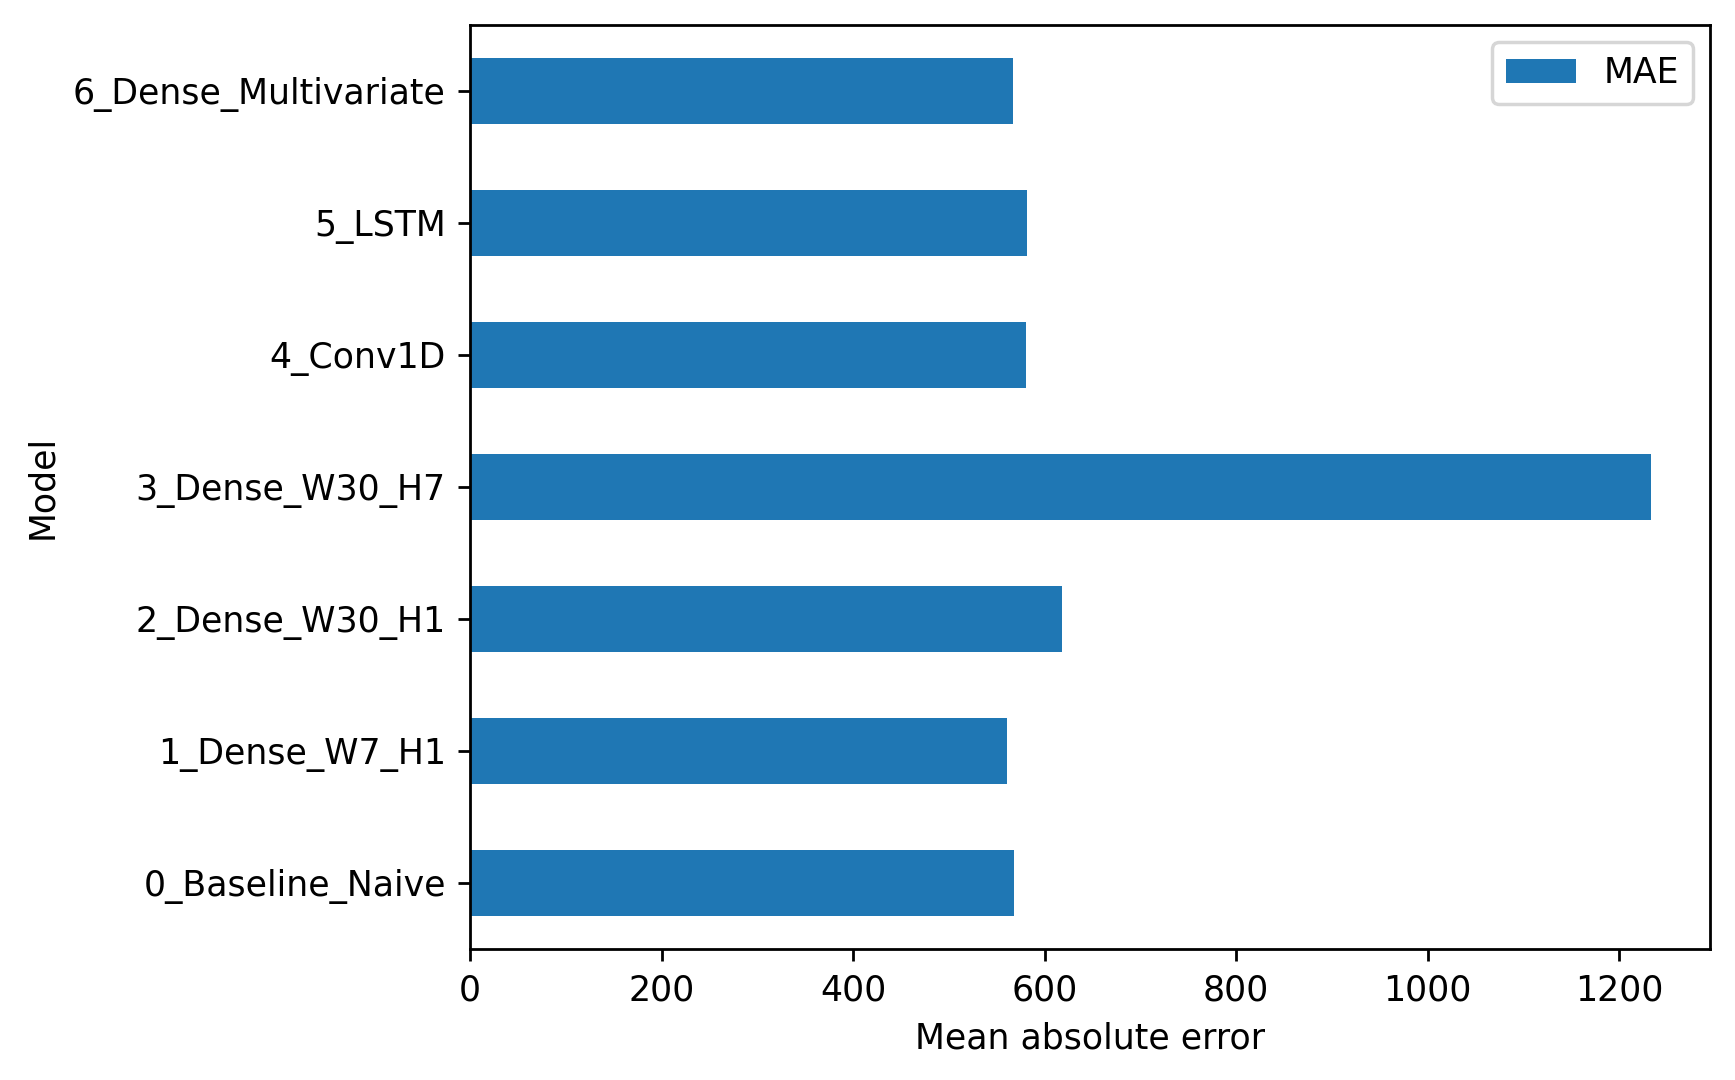 MAE
6_Dense_Multivariate
5_LSTM
4_Conv1D
3_Dense_W30_H7
2_Dense_W30_H1
1_Dense_W7_H1
0_Baseline_Naive
Model
0 200 400 600 800 1000 1200
Mean absolute error